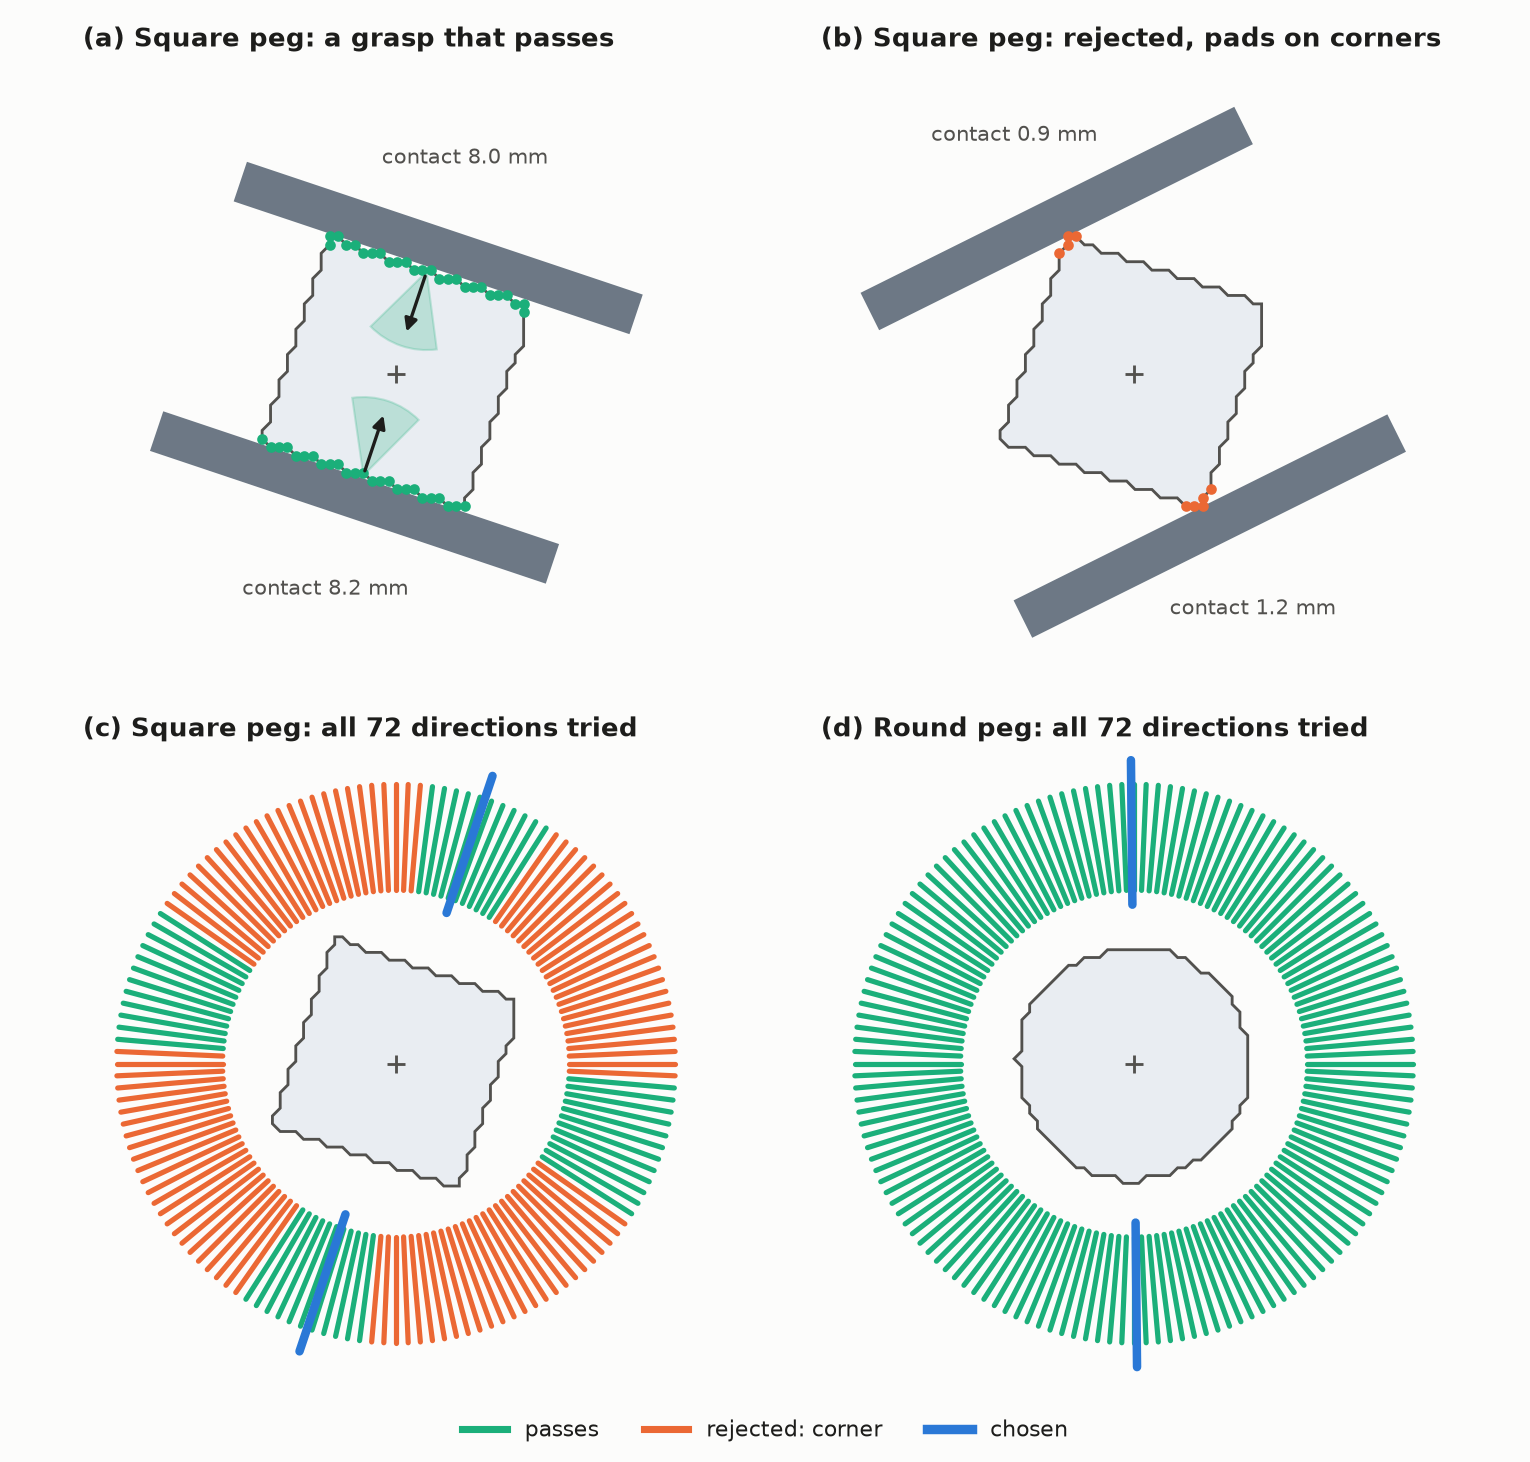 (a) Square peg: a grasp that passes
(b) Square peg: rejected, pads on corners
contact 8.0 mm
contact 0.9 mm
contact 8.2 mm
contact 1.2 mm
(c) Square peg: all 72 directions tried
(d) Round peg: all 72 directions tried
passes
rejected: corner
chosen